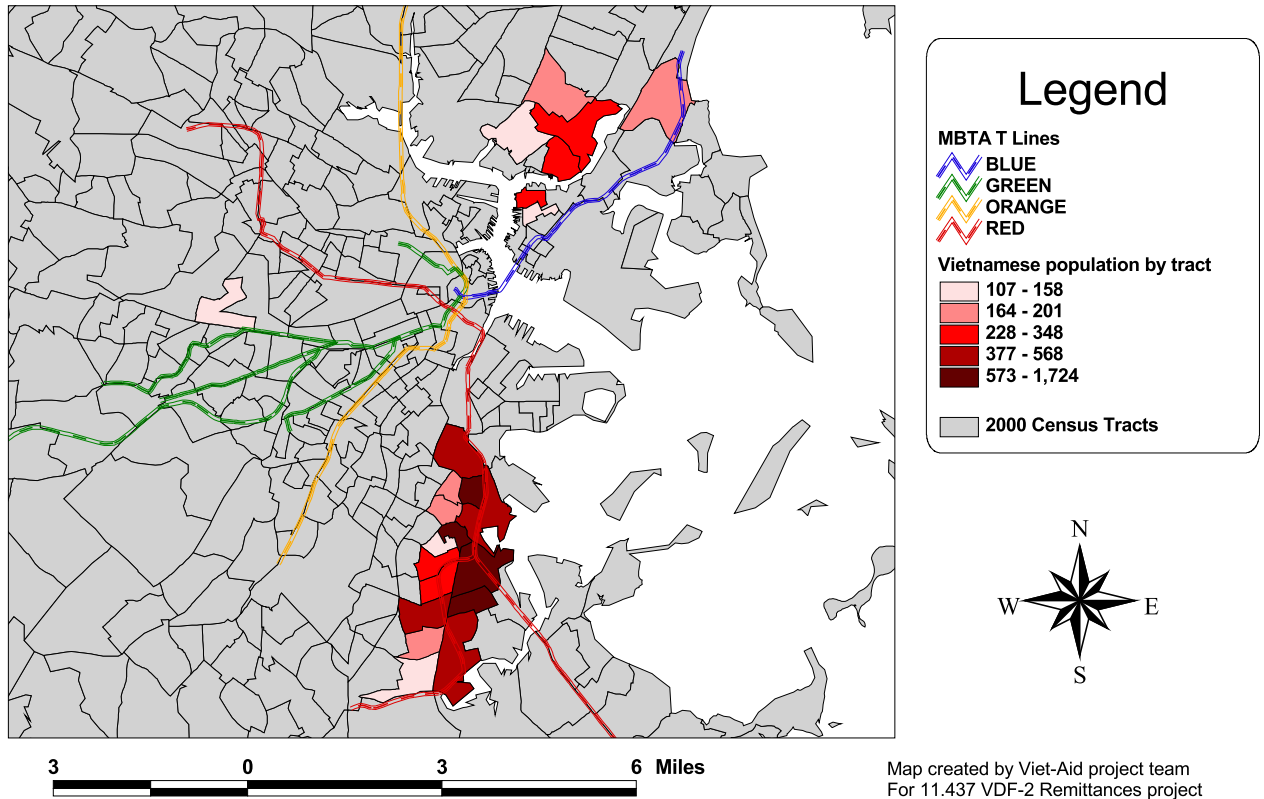 Legend
MBTA T Lines
BLUE
GREEN
ORANGE
RED
Vietnamese population by tract
107 - 158
164 - 201
228 - 348
377 - 568
573 - 1,724
2000 Census Tracts
N
W E
S
3 0 3 6 Miles
Map created by Viet-Aid project team
For 11.437 VDF-2 Remittances project